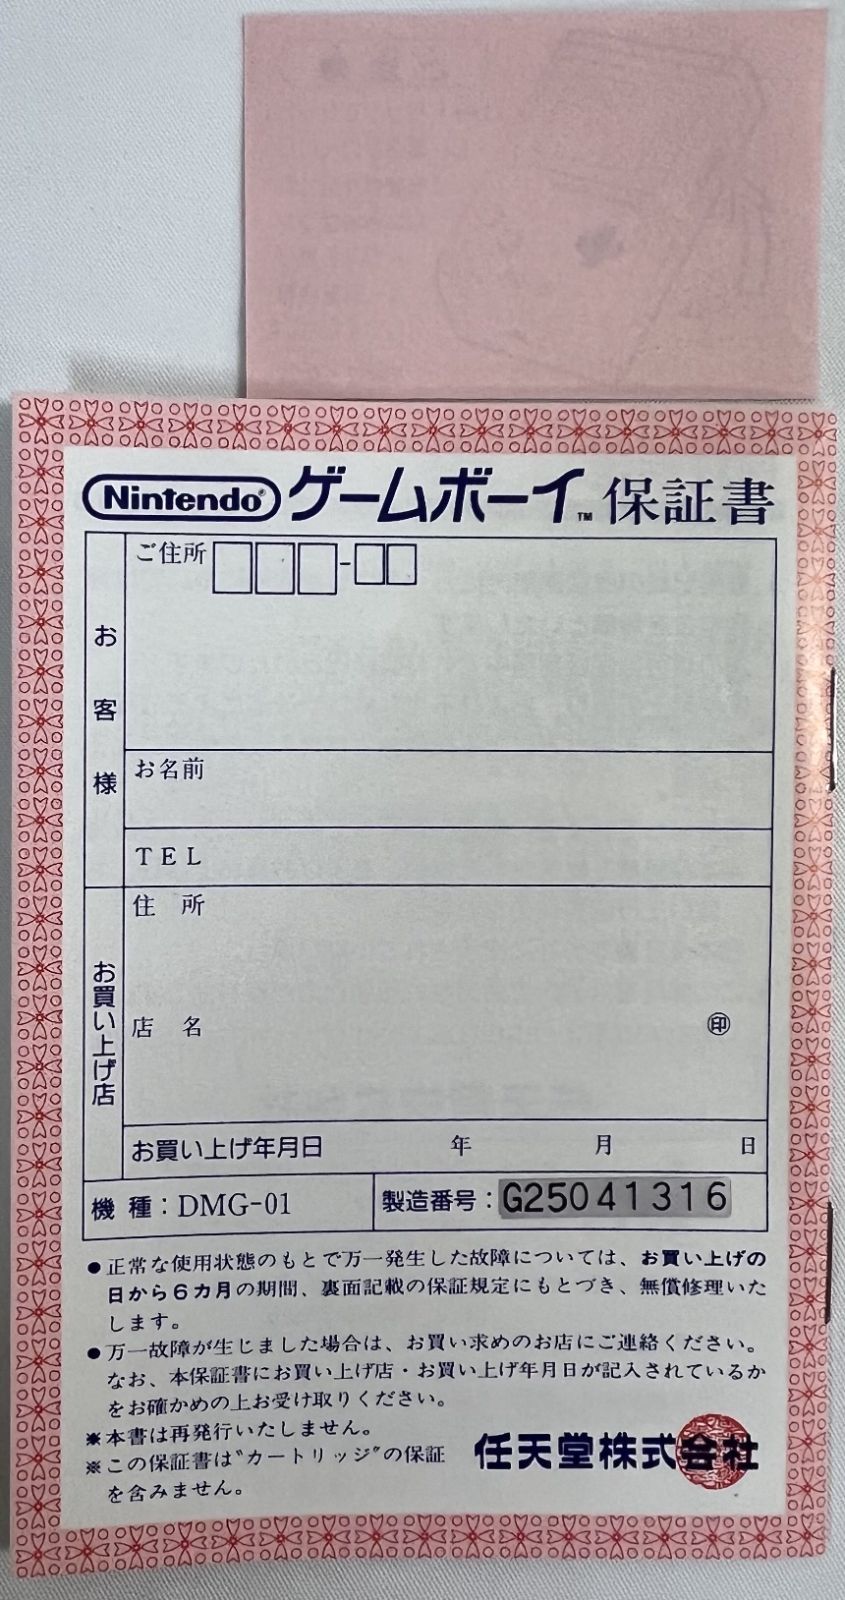 Nintendo® ゲームボーイ™ 保証書
お客様
ご住所 -
お名前
TEL
お買い上げ店
住 所
店 名 ㊞
お買い上げ年月日 年 月 日
機 種：DMG-01 製造番号：G25041316
●正常な使用状態のもとで万一発生した故障については、お買い上げの
日から6カ月の期間、裏面記載の保証規定にもとづき、無償修理いた
します。
●万一故障が生じました場合は、お買い求めのお店にご連絡ください。
なお、本保証書にお買い上げ店・お買い上げ年月日が記入されているか
をお確かめの上お受け取りください。
※本書は再発行いたしません。
※この保証書は〝カートリッジ〟の保証
を含みません。
任天堂株式会社